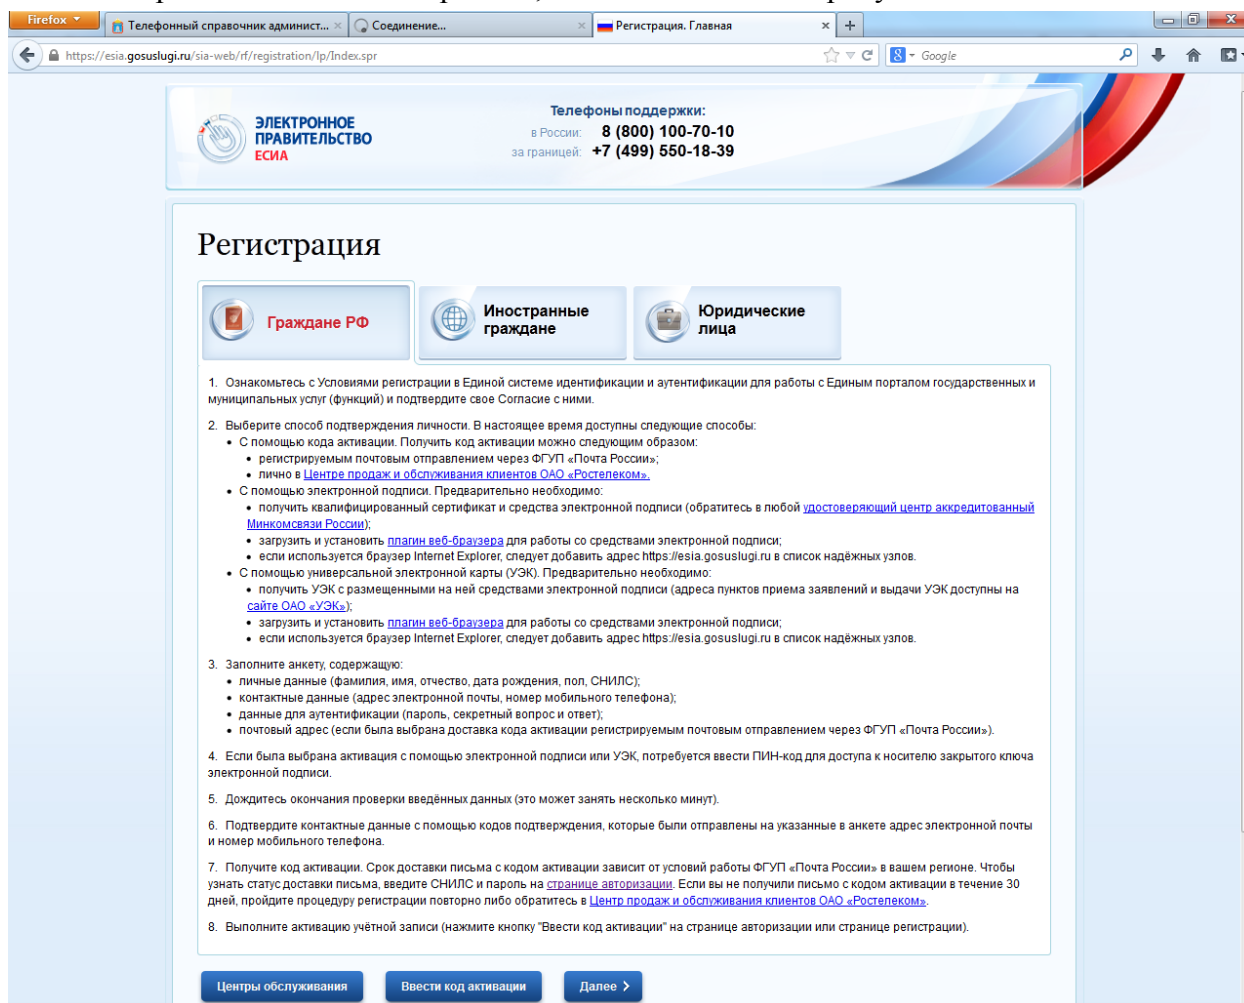 Firefox
Телефонный справочник админист...
Соединение...
Регистрация. Главная
https://esia.gosuslugi.ru/sia-web/rf/registration/lp/Index.spr
Google
ЭЛЕКТРОННОЕ
ПРАВИТЕЛЬСТВО
ЕСИА
Телефоны поддержки:
в России: 8 (800) 100-70-10
за границей: +7 (499) 550-18-39
Регистрация
Граждане РФ
Иностранные
граждане
Юридические
лица
1. Ознакомьтесь с Условиями регистрации в Единой системе идентификации и аутентификации для работы с Единым порталом государственных и
муниципальных услуг (функций) и подтвердите свое Согласие с ними.
2. Выберите способ подтверждения личности. В настоящее время доступны следующие способы:
• С помощью кода активации. Получить код активации можно следующим образом:
• регистрируемым почтовым отправлением через ФГУП «Почта России»;
• лично в Центре продаж и обслуживания клиентов ОАО «Ростелеком».
• С помощью электронной подписи. Предварительно необходимо:
• получить квалифицированный сертификат и средства электронной подписи (обратитесь в любой удостоверяющий центр аккредитованный
Минкомсвязи России);
• загрузить и установить плагин веб-браузера для работы со средствами электронной подписи;
• если используется браузер Internet Explorer, следует добавить адрес https://esia.gosuslugi.ru в список надёжных узлов.
• С помощью универсальной электронной карты (УЭК). Предварительно необходимо:
• получить УЭК с размещенными на ней средствами электронной подписи (адреса пунктов приема заявлений и выдачи УЭК доступны на
сайте ОАО «УЭК»);
• загрузить и установить плагин веб-браузера для работы со средствами электронной подписи;
• если используется браузер Internet Explorer, следует добавить адрес https://esia.gosuslugi.ru в список надёжных узлов.
3. Заполните анкету, содержащую:
• личные данные (фамилия, имя, отчество, дата рождения, пол, СНИЛС);
• контактные данные (адрес электронной почты, номер мобильного телефона);
• данные для аутентификации (пароль, секретный вопрос и ответ);
• почтовый адрес (если была выбрана доставка кода активации регистрируемым почтовым отправлением через ФГУП «Почта России»).
4. Если была выбрана активация с помощью электронной подписи или УЭК, потребуется ввести ПИН-код для доступа к носителю закрытого ключа
электронной подписи.
5. Дождитесь окончания проверки введённых данных (это может занять несколько минут).
6. Подтвердите контактные данные с помощью кодов подтверждения, которые были отправлены на указанные в анкете адрес электронной почты
и номер мобильного телефона.
7. Получите код активации. Срок доставки письма с кодом активации зависит от условий работы ФГУП «Почта России» в вашем регионе. Чтобы
узнать статус доставки письма, введите СНИЛС и пароль на странице авторизации. Если вы не получили письмо с кодом активации в течение 30
дней, пройдите процедуру регистрации повторно либо обратитесь в Центр продаж и обслуживания клиентов ОАО «Ростелеком».
8. Выполните активацию учётной записи (нажмите кнопку "Ввести код активации" на странице авторизации или странице регистрации).
Центры обслуживания
Ввести код активации
Далее >